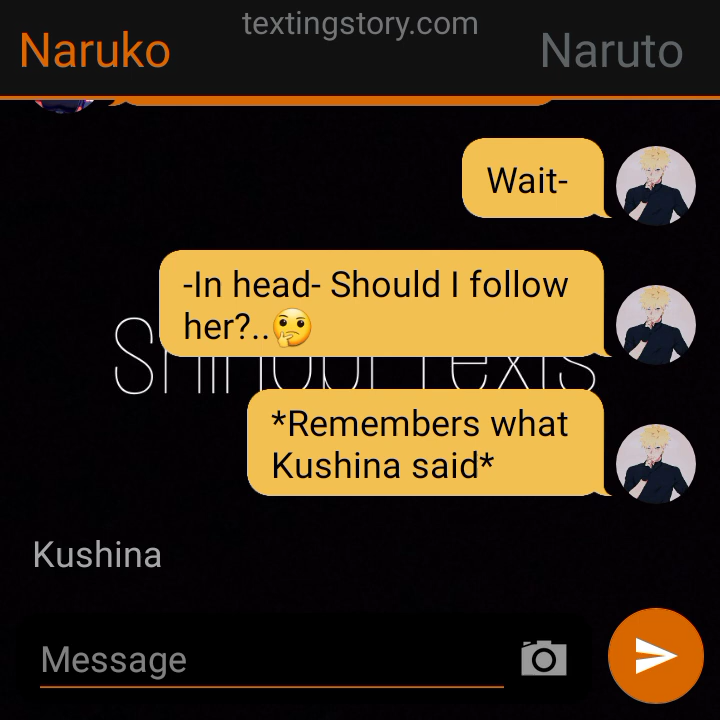 textingstory.com
Naruko
Naruto
Wait-
-In head- Should I follow
her?..🤔
Shinobi Texts
*Remembers what
Kushina said*
Kushina
Message